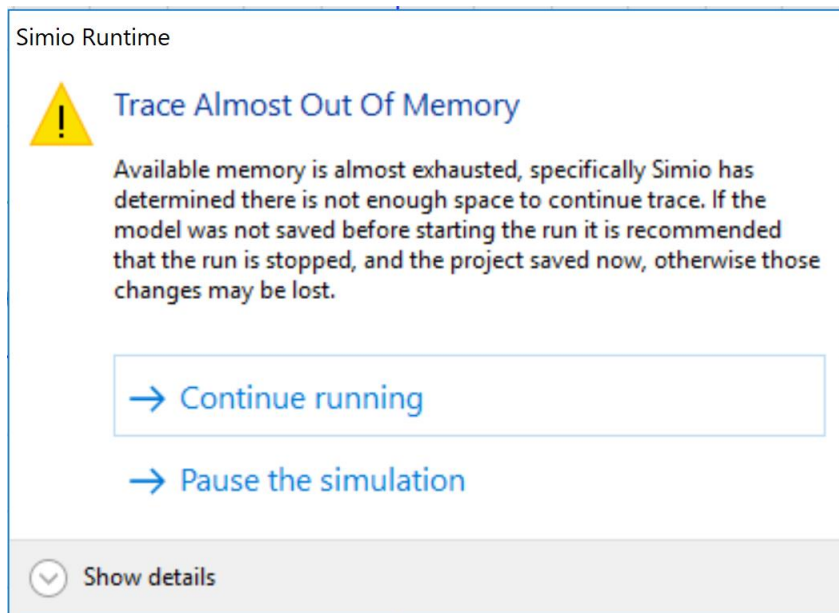 Simio Runtime
Trace Almost Out Of Memory
Available memory is almost exhausted, specifically Simio has
determined there is not enough space to continue trace. If the
model was not saved before starting the run it is recommended
that the run is stopped, and the project saved now, otherwise those
changes may be lost.
Continue running
Pause the simulation
Show details